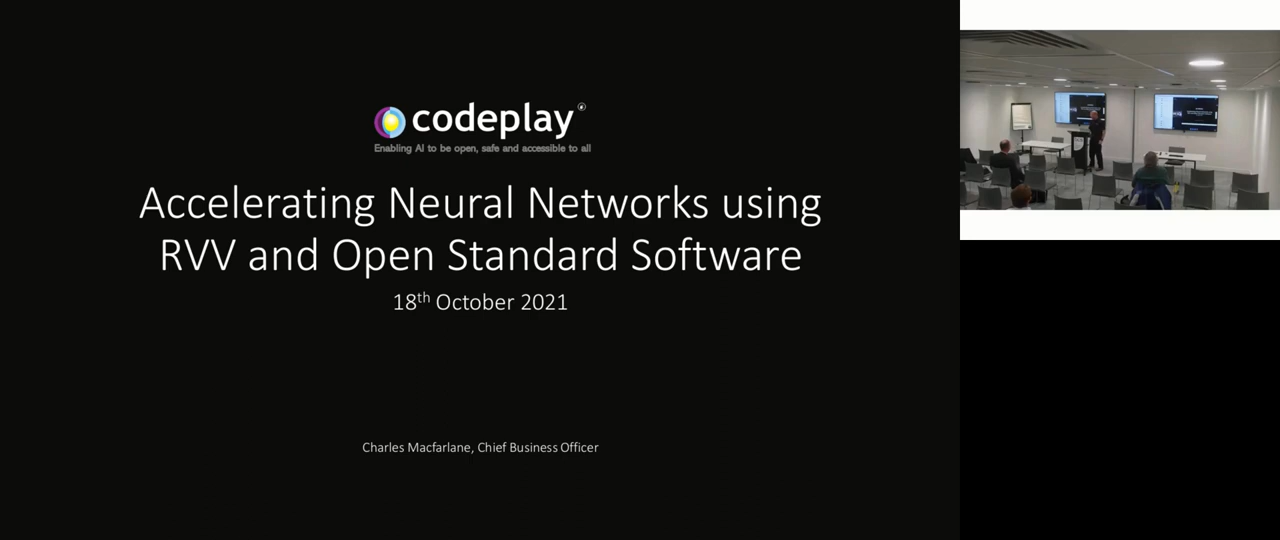 codeplay®
Enabling AI to be open, safe and accessible to all
Accelerating Neural Networks using
RVV and Open Standard Software
18th October 2021
Charles Macfarlane, Chief Business Officer